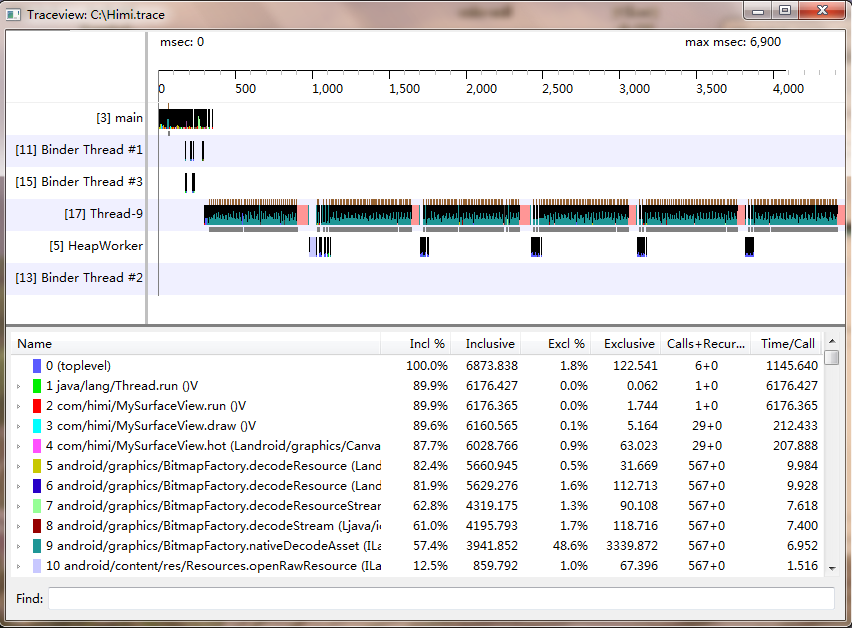 Traceview: C:\Himi.trace
msec: 0 max msec: 6,900
0 500 1,000 1,500 2,000 2,500 3,000 3,500 4,000
[3] main
[11] Binder Thread #1
[15] Binder Thread #3
[17] Thread-9
[5] HeapWorker
[13] Binder Thread #2
Name Incl % Inclusive Excl % Exclusive Calls+Recur... Time/Call
0 (toplevel) 100.0% 6873.838 1.8% 122.541 6+0 1145.640
1 java/lang/Thread.run ()V 89.9% 6176.427 0.0% 0.062 1+0 6176.427
2 com/himi/MySurfaceView.run ()V 89.9% 6176.365 0.0% 1.744 1+0 6176.365
3 com/himi/MySurfaceView.draw ()V 89.6% 6160.565 0.1% 5.164 29+0 212.433
4 com/himi/MySurfaceView.hot (Landroid/graphics/Canva 87.7% 6028.766 0.9% 63.023 29+0 207.888
5 android/graphics/BitmapFactory.decodeResource (Land 82.4% 5660.945 0.5% 31.669 567+0 9.984
6 android/graphics/BitmapFactory.decodeResource (Land 81.9% 5629.276 1.6% 112.713 567+0 9.928
7 android/graphics/BitmapFactory.decodeResourceStrear 62.8% 4319.175 1.3% 90.108 567+0 7.618
8 android/graphics/BitmapFactory.decodeStream (Ljava/i 61.0% 4195.793 1.7% 118.716 567+0 7.400
9 android/graphics/BitmapFactory.nativeDecodeAsset (ILa 57.4% 3941.852 48.6% 3339.872 567+0 6.952
10 android/content/res/Resources.openRawResource (ILa 12.5% 859.792 1.0% 67.396 567+0 1.516
Find: